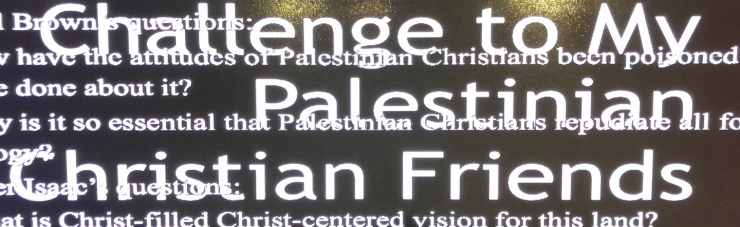 Brown's questions:
Challenge to My
have the attitudes of Palestinian Christians been poisoned
done about it?
Palestinian
is it so essential that Palestinian Christians repudiate all
Christian Friends
Isaac's questions:
at is Christ-filled Christ-centered vision for this land?